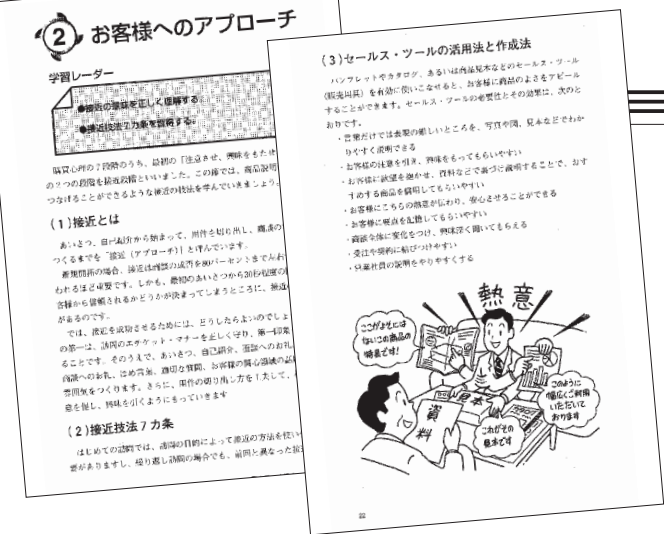 2 お客様へのアプローチ
学習レーダー
●接近の意味を正しく理解する。
●接近技法7カ条を習得する。
購買心理の7段階のうち、最初の「注意させ、興味をもたせ
の2つの段階を接近段階といいました。この節では、商品説明
つなげることができるような接近の技法を学んでいきましょう。
(1)接近とは
あいさつ、自己紹介から始まって、用件を切り出し、商談の
つくるまでを「接近(アプローチ)」と呼んでいます。
新規訪問の場合、接近は商談の成否を80パーセントまで
われるほど重要です。しかも、最初のあいさつから30秒程度の
客様から信頼されるかどうかが決まってしまうところに、接近
があるのです。
では、接近を成功させるためには、どうしたらよいのでしょ
の第一は、訪問のエチケット・マナーを正しく守り、第一印象
ることです。そのうえで、あいさつ、自己紹介、面談へのお礼
商談へのお礼、ほめ言葉、適切な質問、お客様の関心領域の話
雰囲気をつくります。さらに、用件の切り出し方を工夫して、
意を促し、興味を引くようにもっていきます
(2)接近技法7カ条
はじめての訪問では、訪問の目的によって接近の方法を使い
要がありますし、繰り返し訪問の場合でも、前回と異なった接
(3)セールス・ツールの活用法と作成法
パンフレットやカタログ、あるいは商品見本などのセールス・ツール
(販売用具)を有効に使いこなせると、お客様に商品のよさをアピール
することができます。セールス・ツールの必要性とその効果は、次のと
おりです。
・言葉だけでは表現の難しいところを、写真や図、見本などでわか
りやすく説明できる
・お客様の注意を引き、興味をもってもらいやすい
・お客様に欲望を抱かせ、資料などで裏づけ説明することで、おす
すめする商品を信用してもらいやすい
・お客様にこちらの熱意が伝わり、安心させることができる
・お客様に要点を記憶してもらいやすい
・商談全体に変化をつけ、興味深く聞いてもらえる
・受注や契約に結びつけやすい
・営業社員の説明をやりやすくする
熱意
ここがよそには
ないこの商品の
特長です!
このように
幅広くご利用
いただいて
おります
見本
資料
これがその
見本です
22